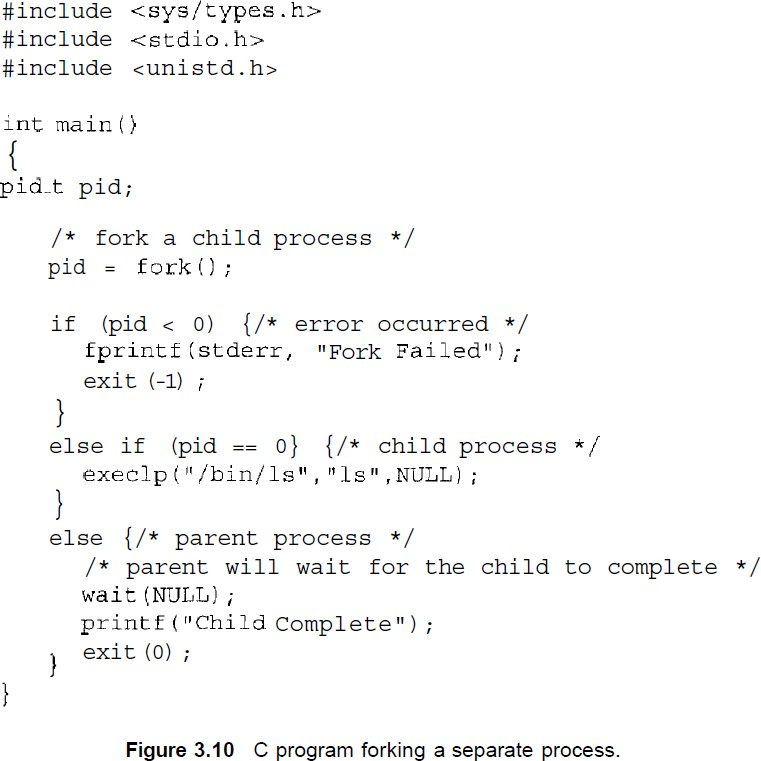 #include <sys/types.h>
#include <stdio.h>
#include <unistd.h>
int main()
{
pid_t pid;
/* fork a child process */
pid = fork();
if (pid < 0) {/* error occurred */
fprintf(stderr, "Fork Failed");
exit (-1) ;
}
else if (pid == 0} {/* child process */
execlp("/bin/ls","ls",NULL);
}
else {/* parent process */
/* parent will wait for the child to complete */
wait (NULL) ;
printf("Child Complete");
exit (0) ;
}
}
Figure 3.10 C program forking a separate process.